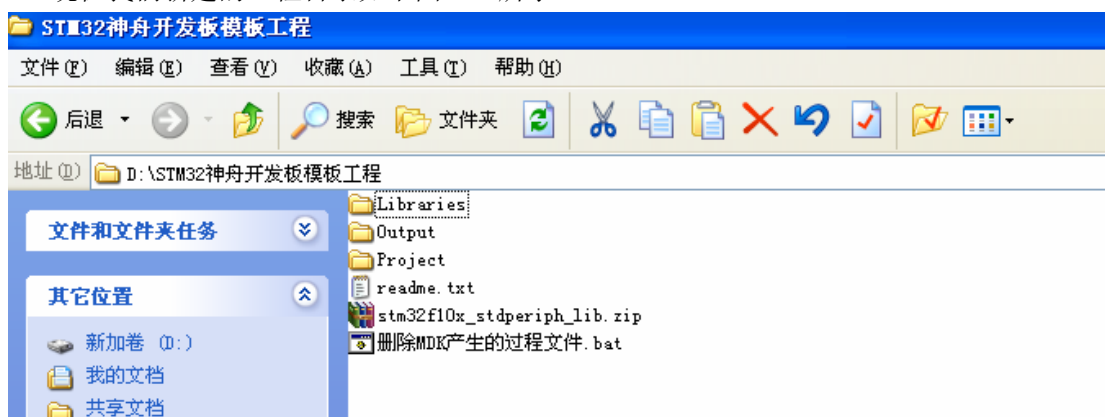 STM32神舟开发板模板工程
文件(F) 编辑(E) 查看(V) 收藏(A) 工具(T) 帮助(H)
后退 搜索 文件夹
地址(D) D:\STM32神舟开发板模板工程
Libraries
文件和文件夹任务 Output
Project
其它位置 readme.txt
stm32f10x_stdperiph_lib.zip
新加卷 (D:) 删除MDK产生的过程文件.bat
我的文档
共享文档